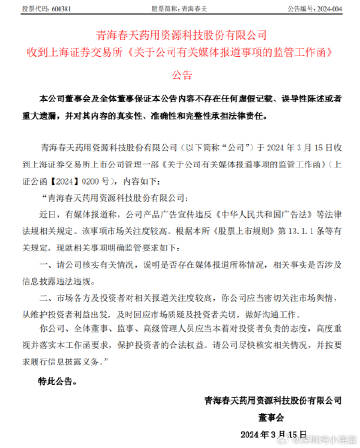 股票代码：600381 股票简称：青海春天 公告编号：2024-004
青海春天药用资源科技股份有限公司
收到上海证券交易所《关于公司有关媒体报道事项的监管工作函》
公告
本公司董事会及全体董事保证本公告内容不存在任何虚假记载、误导性陈述或者
重大遗漏，并对其内容的真实性、准确性和完整性承担法律责任。
青海春天药用资源科技股份有限公司（以下简称“公司”）于 2024 年 3 月 15 日收
到上海证券交易所上市公司管理一部《关于公司有关媒体报道事项的监管工作函》（上
证公函【2024】0200 号），内容如下：
“青海春天药用资源科技股份有限公司：
近日，有媒体报道称，公司产品广告宣传违反《中华人民共和国广告法》等法律
法规相关规定。该事项市场关注度较高。根据本所《股票上市规则》第 13.1.1 条等有
关规定，现就相关事项明确监管要求如下：
一、请公司核实有关情况，说明是否存在媒体报道所称情况，相关事实是否涉及
信息披露违法违规。
二、市场各方及投资者对相关报道关注度较高，你公司应当密切关注市场舆情，
从维护投资者利益出发，及时回应市场质疑及投资者关切，做好沟通工作。
你公司、全体董事、监事、高级管理人员应当本着对投资者负责的态度，高度重
视并落实本工作函要求，保护投资者的合法权益。请公司尽快核实相关情况，并按要
求履行信息披露义务。”
特此公告。
青海春天药用资源科技股份有限公司
董事会
2024 年 3 月 15 日